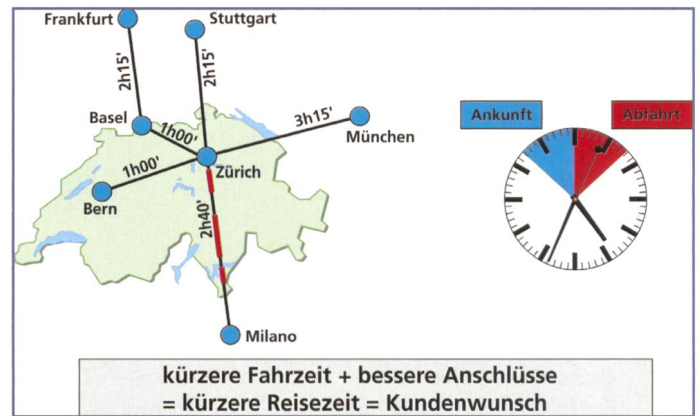 Frankfurt
Stuttgart
2h15'
2h15'
Basel
1h00'
3h15'
München
1h00'
Zürich
Bern
2h40'
Milano
Ankunft
Abfahrt
kürzere Fahrzeit + bessere Anschlüsse
= kürzere Reisezeit = Kundenwunsch